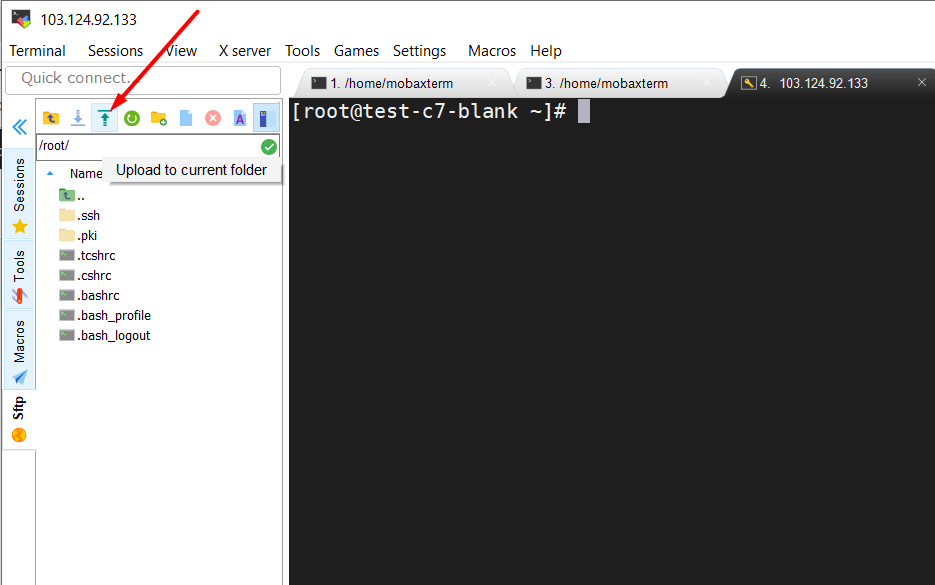 103.124.92.133
Terminal Sessions View X server Tools Games Settings Macros Help
Quick connect...
1. /home/mobaxterm
3. /home/mobaxterm
4. 103.124.92.133
[root@test-c7-blank ~]#
/root/
Upload to current folder
Name
..
.ssh
.pki
.tcshrc
.cshrc
.bashrc
.bash_profile
.bash_logout
Sessions
Tools
Macros
Sftp
A